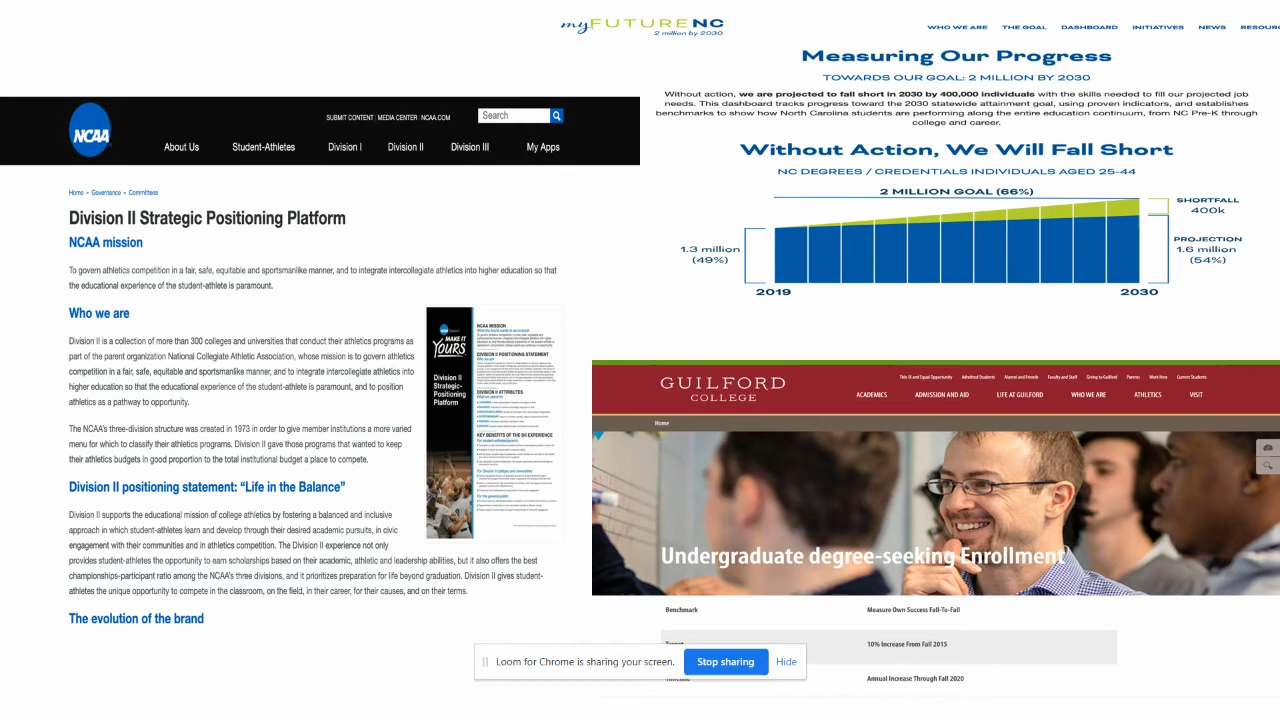 NCAA
SUBMIT CONTENT | MEDIA CENTER NCAA.COM
Search
About Us Student-Athletes Division I Division II Division III My Apps
Home » Governance » Committees
Division II Strategic Positioning Platform
NCAA mission
To govern athletics competition in a fair, safe, equitable and sportsmanlike manner, and to integrate intercollegiate athletics into higher education so that
the educational experience of the student-athlete is paramount.
Who we are
Division II is a collection of more than 300 colleges and universities that conduct their athletics programs as
part of the parent organization National Collegiate Athletic Association, whose mission is to govern athletics
competition in a fair, safe, equitable and sportsmanlike manner, and to integrate intercollegiate athletics into
higher education so that the educational experience of the student-athlete is paramount, and to position
athletics as a pathway to opportunity.
The NCAA's three-division structure was created in 1973 in order to give member institutions a more varied
menu for which to classify their athletics programs. Division II gave those programs that wanted to keep
their athletics budgets in good proportion to the total institutional budget a place to compete.
Division II positioning statement: “Life in the Balance”
Division II supports the educational mission of college athletics by fostering a balanced and inclusive
approach in which student-athletes learn and develop through their desired academic pursuits, in civic
engagement with their communities and in athletics competition. The Division II experience not only
provides student-athletes the opportunity to earn scholarships based on their academic, athletic and leadership abilities, but it also offers the best
championships-participant ratio among the NCAA's three divisions, and it prioritizes preparation for life beyond graduation. Division II gives student-
athletes the unique opportunity to compete in the classroom, on the field, in their career, for their causes, and on their terms.
The evolution of the brand
MAKE IT
YOURS
Division II
Strategic-
Positioning
Platform
NCAA MISSION
DIVISION II POSITIONING STATEMENT
Who we are
DIVISION II ATTRIBUTES
KEY BENEFITS OF THE DII EXPERIENCE
myFUTURENC
2 million by 2030.
WHO WE ARE THE GOAL DASHBOARD INITIATIVES NEWS RESOUR
Measuring Our Progress
TOWARDS OUR GOAL: 2 MILLION BY 2030
Without action, we are projected to fall short in 2030 by 400,000 individuals with the skills needed to fill our projected job
needs. This dashboard tracks progress toward the 2030 statewide attainment goal, using proven indicators, and establishes
benchmarks to show how North Carolina students are performing along the entire education continuum, from NC Pre-K through
college and career.
Without Action, We Will Fall Short
NC DEGREES / CREDENTIALS INDIVIDUALS AGED 25-44
2 MILLION GOAL (66%)
SHORTFALL
400k
1.3 million
(49%)
PROJECTION
1.6 million
(54%)
2019 2030
GUILFORD
COLLEGE
Title IX and Equal Opportunity Admitted Students Alumni and Friends Faculty and Staff Giving to Guilford Parents Work Here Current Students
ACADEMICS ADMISSION AND AID LIFE AT GUILFORD WHO WE ARE ATHLETICS VISIT
Home
Undergraduate degree-seeking Enrollment
Benchmark Measure Own Success Fall-To-Fall
10% Increase From Fall 2015
Annual Increase Through Fall 2020
Loom for Chrome is sharing your screen. Stop sharing Hide